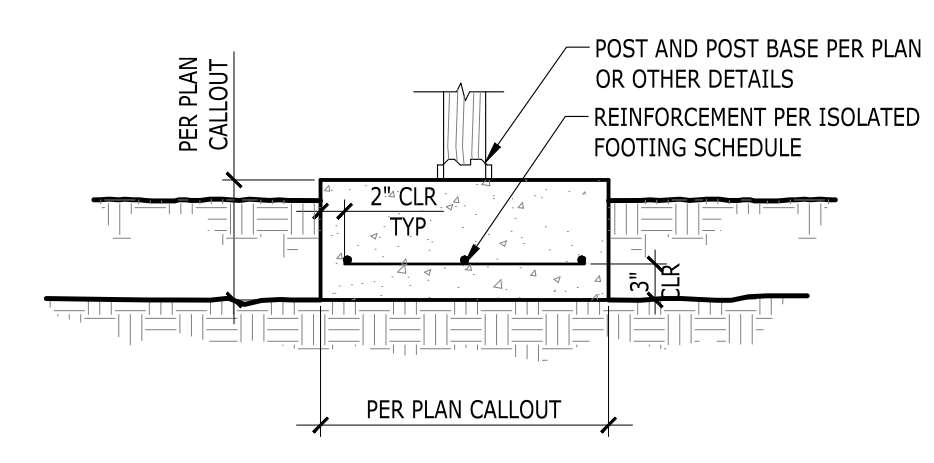 POST AND POST BASE PER PLAN
OR OTHER DETAILS
PER PLAN
CALLOUT
REINFORCEMENT PER ISOLATED
FOOTING SCHEDULE
2" CLR
TYP
3"
CLR
PER PLAN CALLOUT